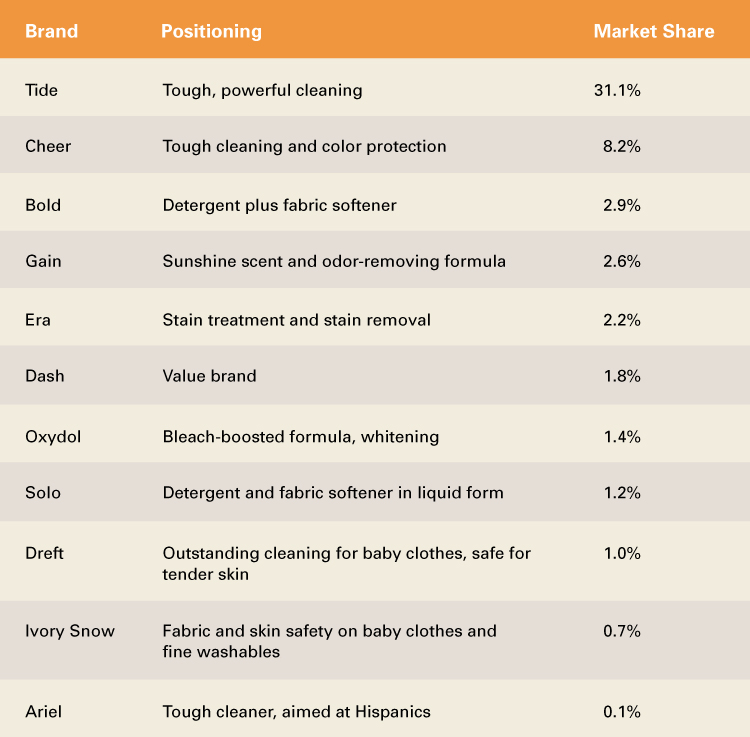 Brand Positioning Market Share
Tide Tough, powerful cleaning 31.1%
Cheer Tough cleaning and color protection 8.2%
Bold Detergent plus fabric softener 2.9%
Gain Sunshine scent and odor-removing formula 2.6%
Era Stain treatment and stain removal 2.2%
Dash Value brand 1.8%
Oxydol Bleach-boosted formula, whitening 1.4%
Solo Detergent and fabric softener in liquid form 1.2%
Dreft Outstanding cleaning for baby clothes, safe for 1.0%
tender skin
Ivory Snow Fabric and skin safety on baby clothes and 0.7%
fine washables
Ariel Tough cleaner, aimed at Hispanics 0.1%